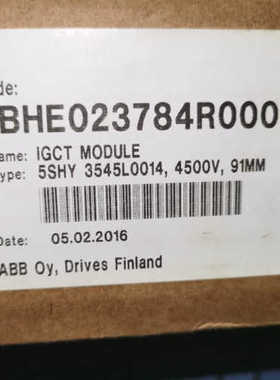 de:
BHE023784R000
ame: IGCT MODULE
ype: 5SHY 3545L0014, 4500V, 91MM
Date: 05.02.2016
ABB Oy, Drives Finland